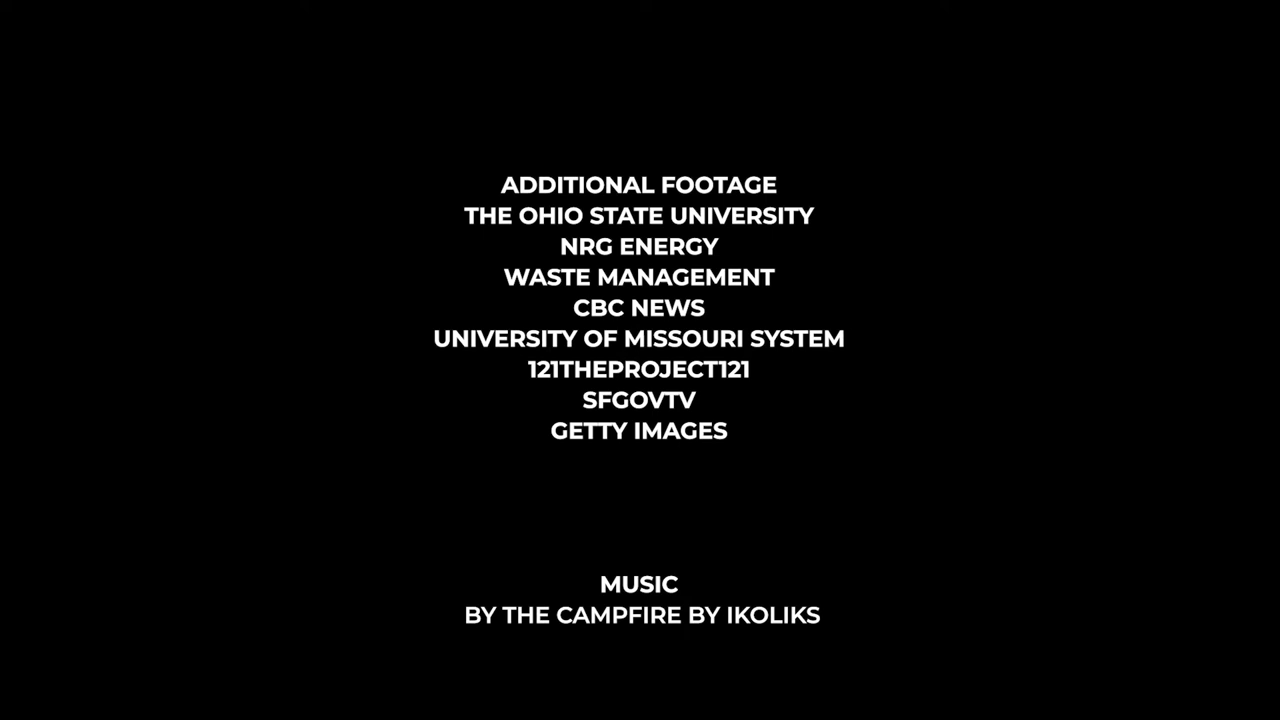 ADDITIONAL FOOTAGE
THE OHIO STATE UNIVERSITY
NRG ENERGY
WASTE MANAGEMENT
CBC NEWS
UNIVERSITY OF MISSOURI SYSTEM
121THEPROJECT121
SFGOVTV
GETTY IMAGES
MUSIC
BY THE CAMPFIRE BY IKOLIKS